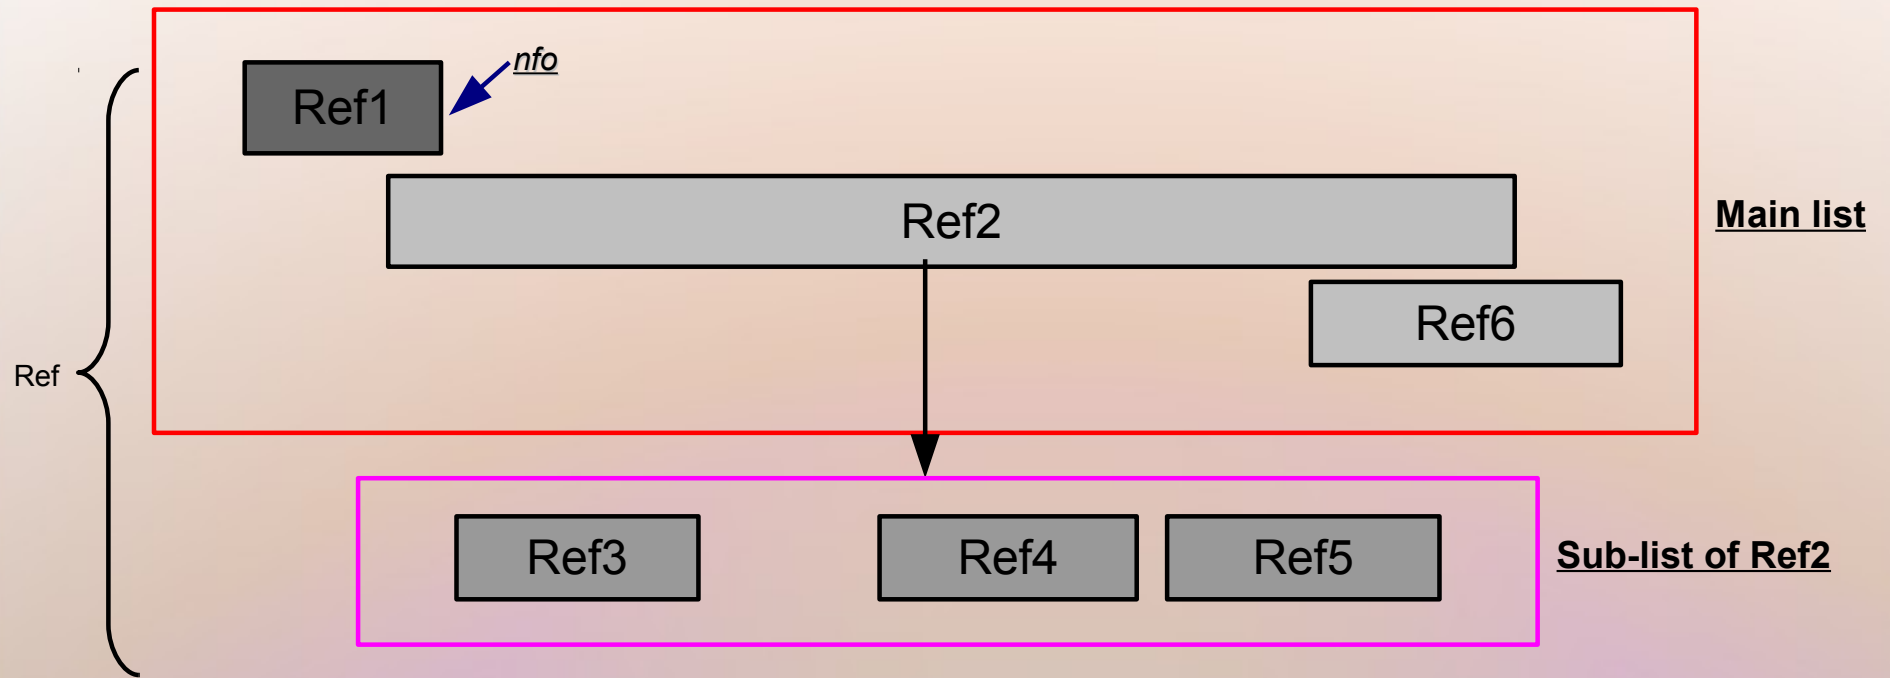 nfo
Ref1
Ref2
Main list
Ref6
Ref
Ref3
Ref4
Ref5
Sub-list of Ref2